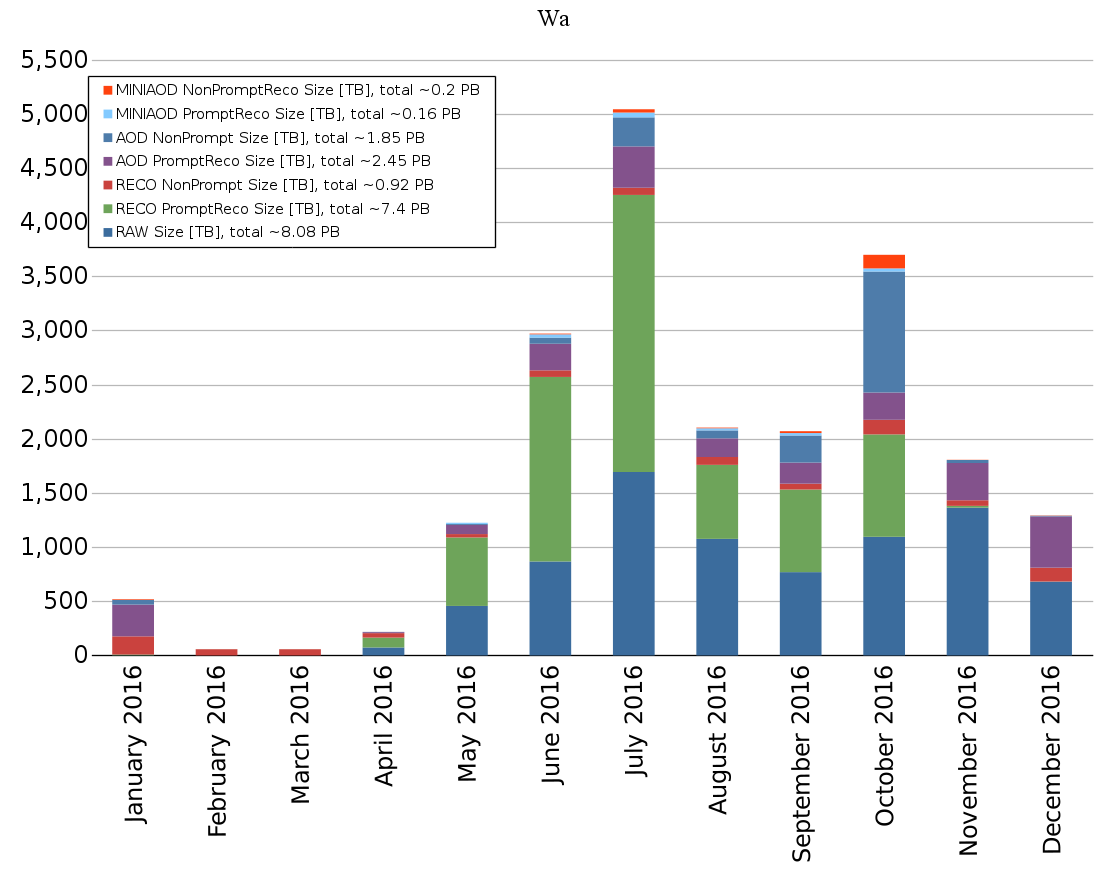 Wa
5,500
5,000
4,500
4,000
3,500
3,000
2,500
2,000
1,500
1,000
500
0
MINIAOD NonPromptReco Size [TB], total ~0.2 PB
MINIAOD PromptReco Size [TB], total ~0.16 PB
AOD NonPrompt Size [TB], total ~1.85 PB
AOD PromptReco Size [TB], total ~2.45 PB
RECO NonPrompt Size [TB], total ~0.92 PB
RECO PromptReco Size [TB], total ~7.4 PB
RAW Size [TB], total ~8.08 PB
January 2016
February 2016
March 2016
April 2016
May 2016
June 2016
July 2016
August 2016
September 2016
October 2016
November 2016
December 2016